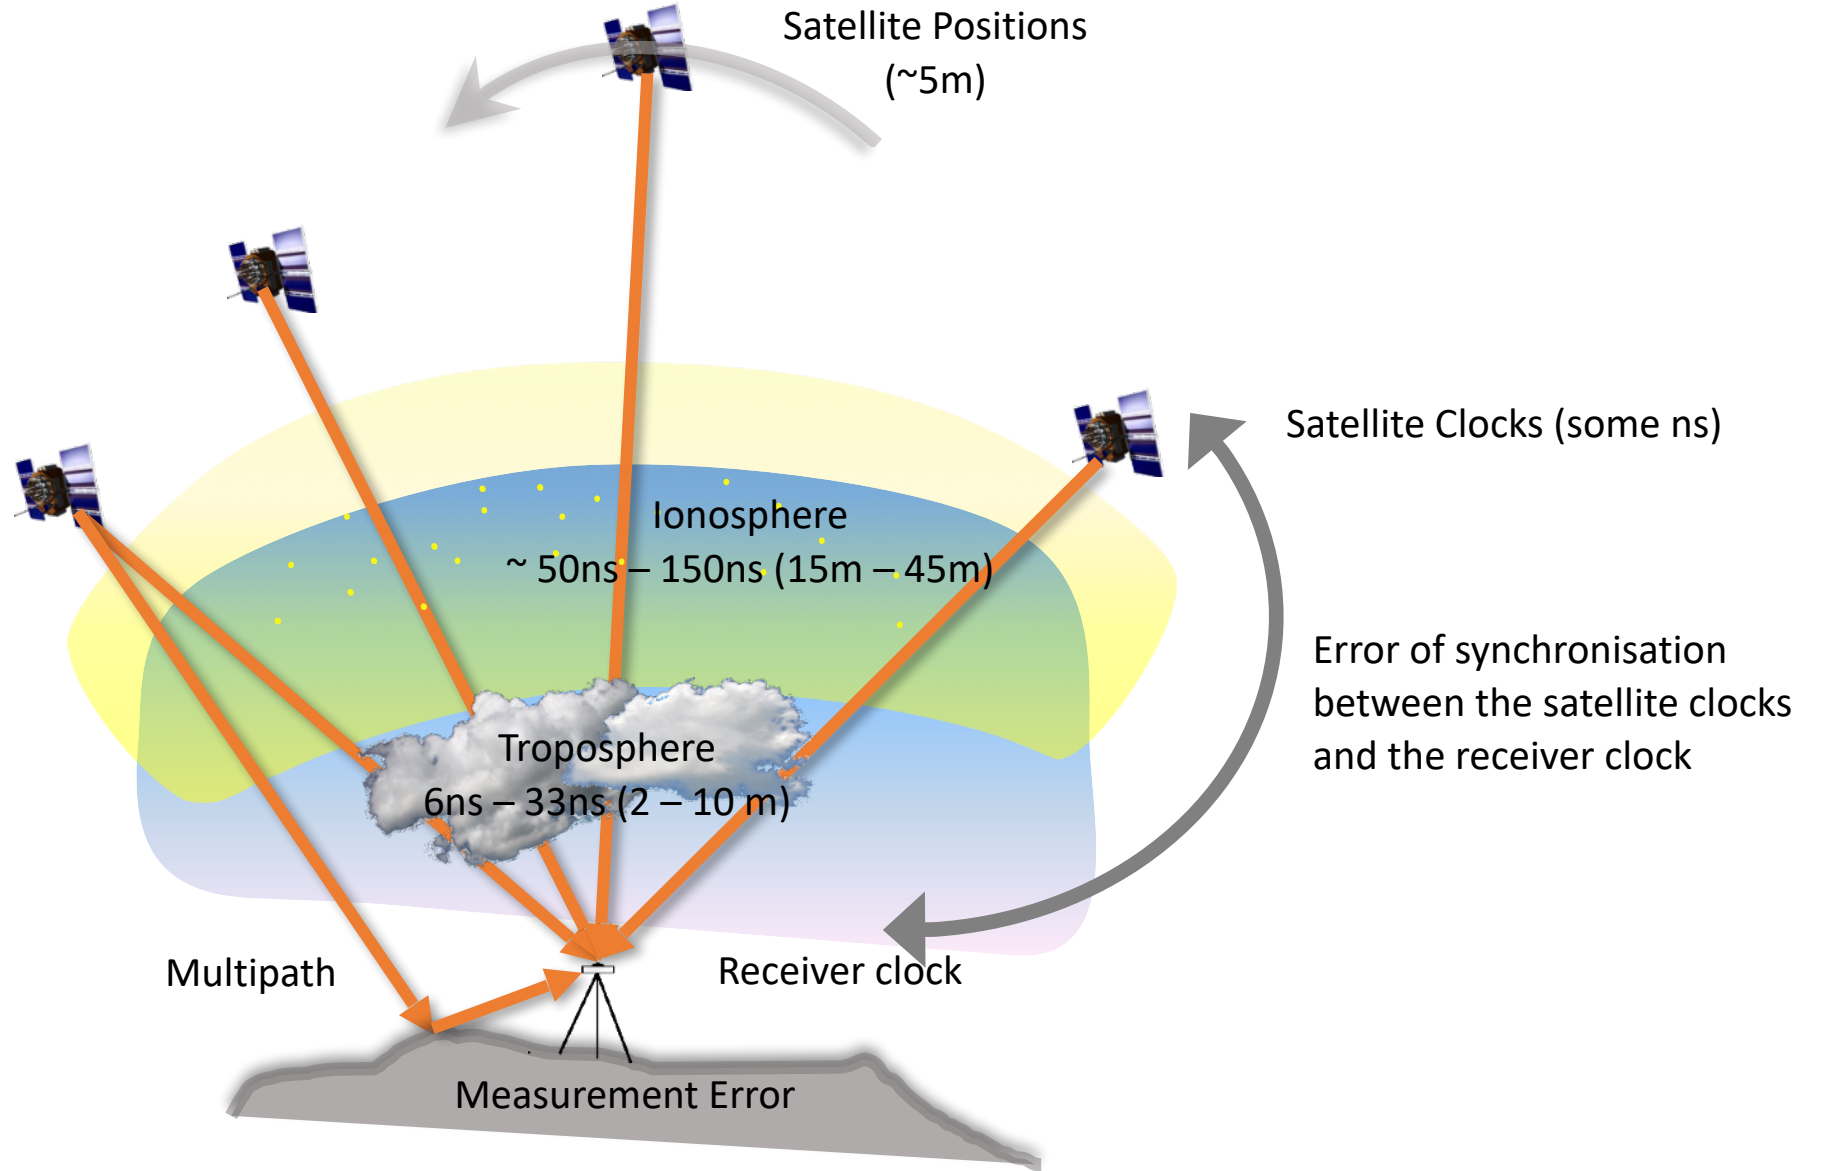 Satellite Positions
(~5m)
Satellite Clocks (some ns)
Ionosphere
~ 50ns – 150ns (15m – 45m)
Error of synchronisation
between the satellite clocks
and the receiver clock
Troposphere
6ns – 33ns (2 – 10 m)
Multipath
Receiver clock
Measurement Error